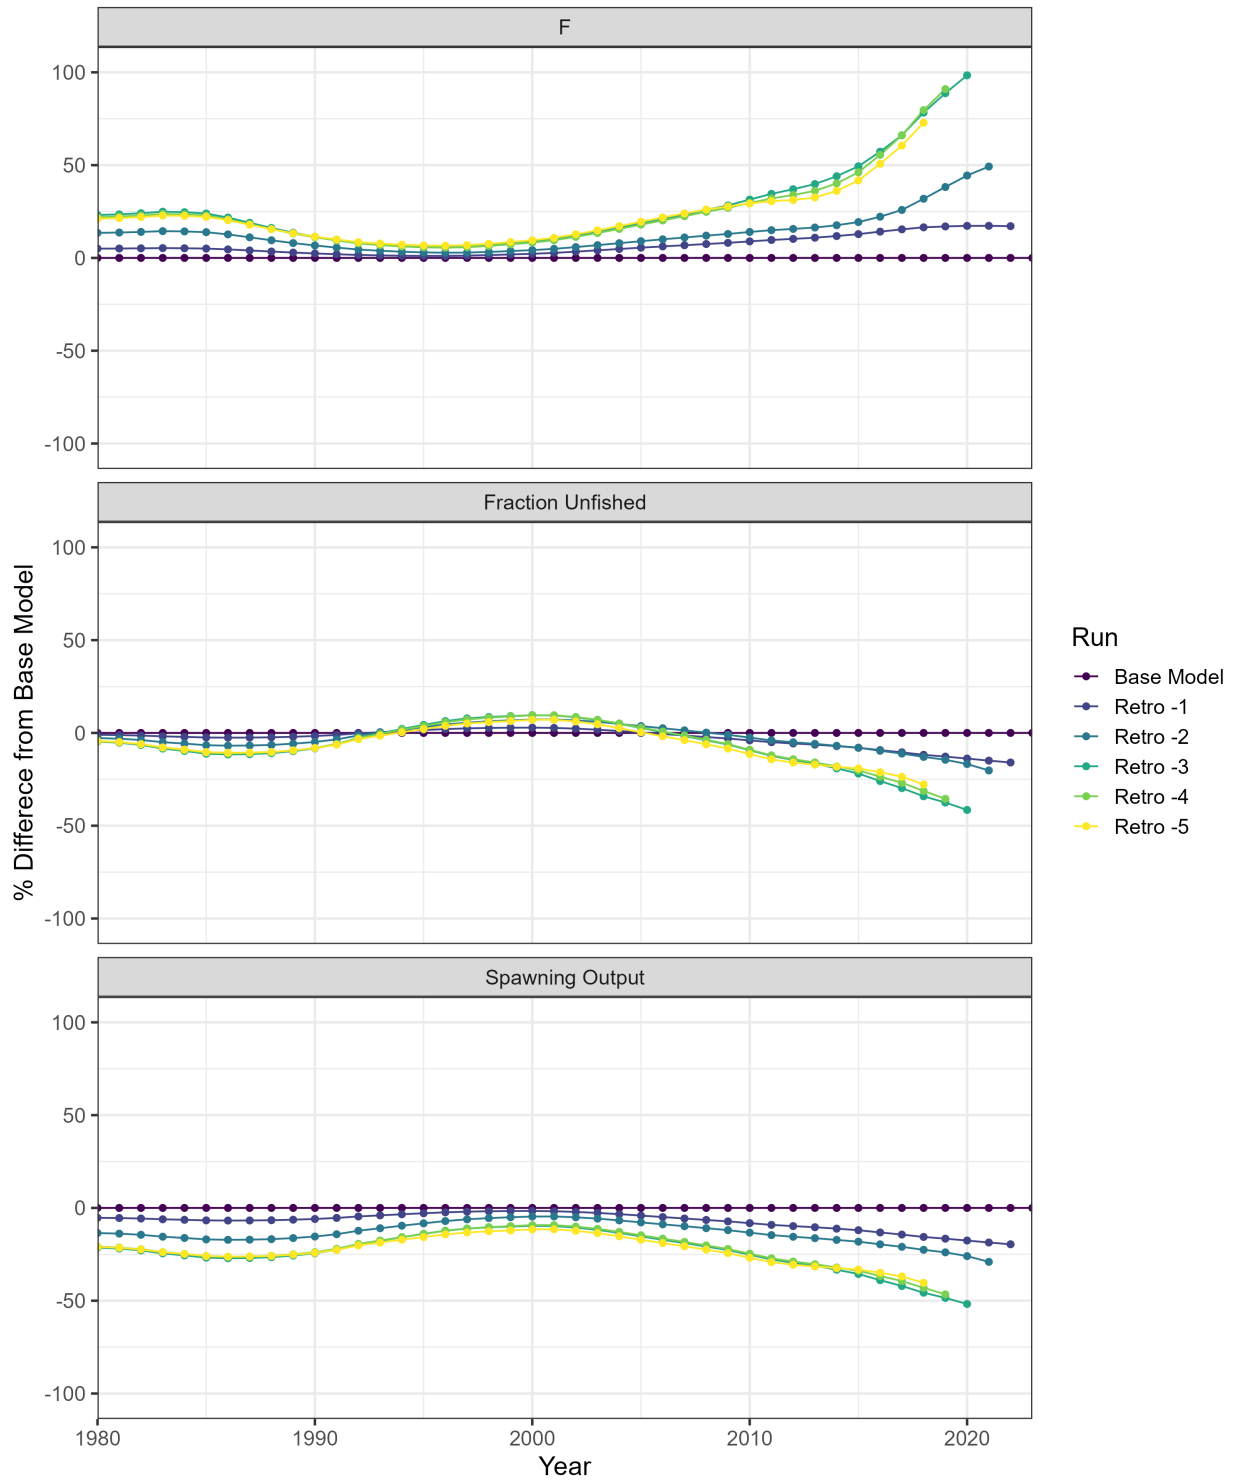 F
100
50
0
-50
-100
Fraction Unfished
100
50
0
-50
-100
Spawning Output
100
50
0
-50
-100
1980 1990 2000 2010 2020
Year
% Differece from Base Model
Run
Base Model
Retro -1
Retro -2
Retro -3
Retro -4
Retro -5